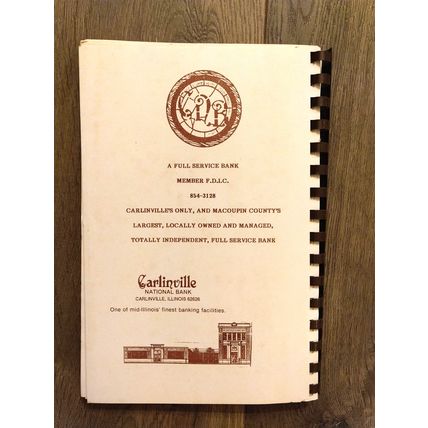 CNB
A FULL SERVICE BANK
MEMBER F.D.I.C.
854-3128
CARLINVILLE'S ONLY, AND MACOUPIN COUNTY'S
LARGEST, LOCALLY OWNED AND MANAGED,
TOTALLY INDEPENDENT, FULL SERVICE BANK
Carlinville
NATIONAL BANK
CARLINVILLE, ILLINOIS 62626
One of mid-Illinois' finest banking facilities.